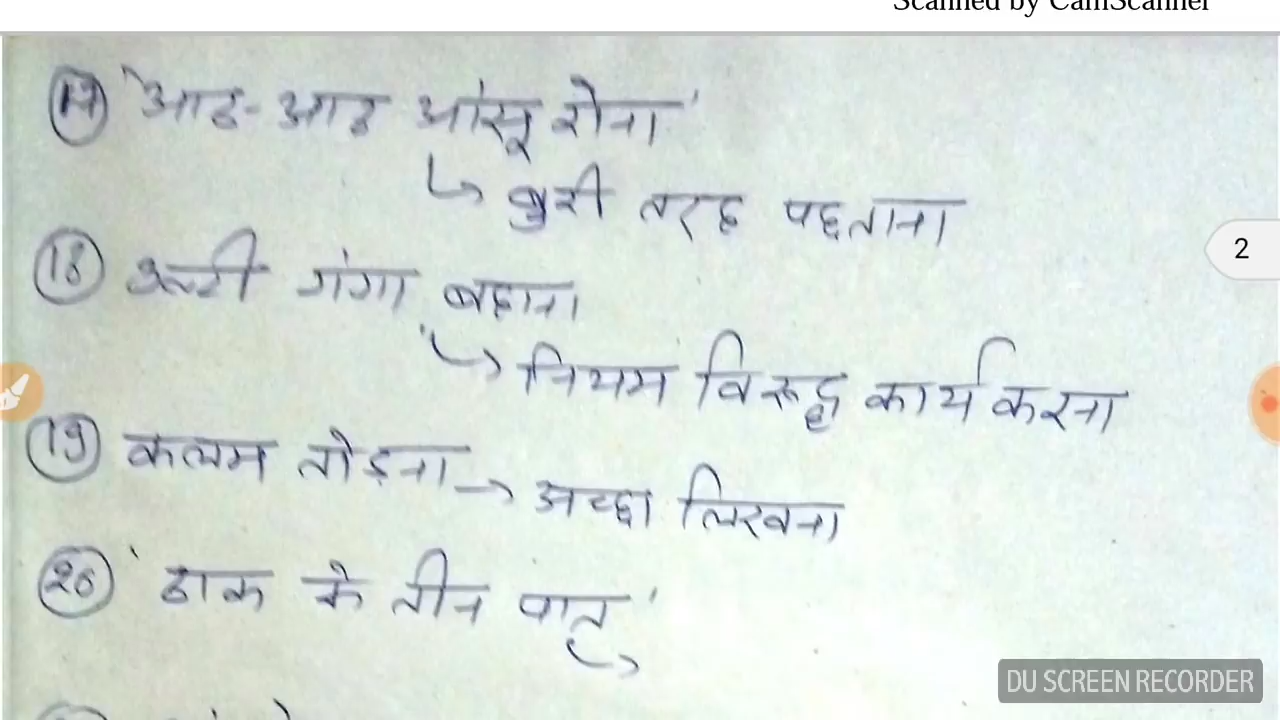 Scanned by CamScanner
(17) 'आठ-आठ आंसू रोना'
↳ बुरी तरह पछताना
2
(18) उल्टी गंगा बहाना
↳ नियम विरुद्ध कार्य करना
(19) कलम तोड़ना → अच्छा लिखना
(20) 'ढाक के तीन पात'
↳
DU SCREEN RECORDER